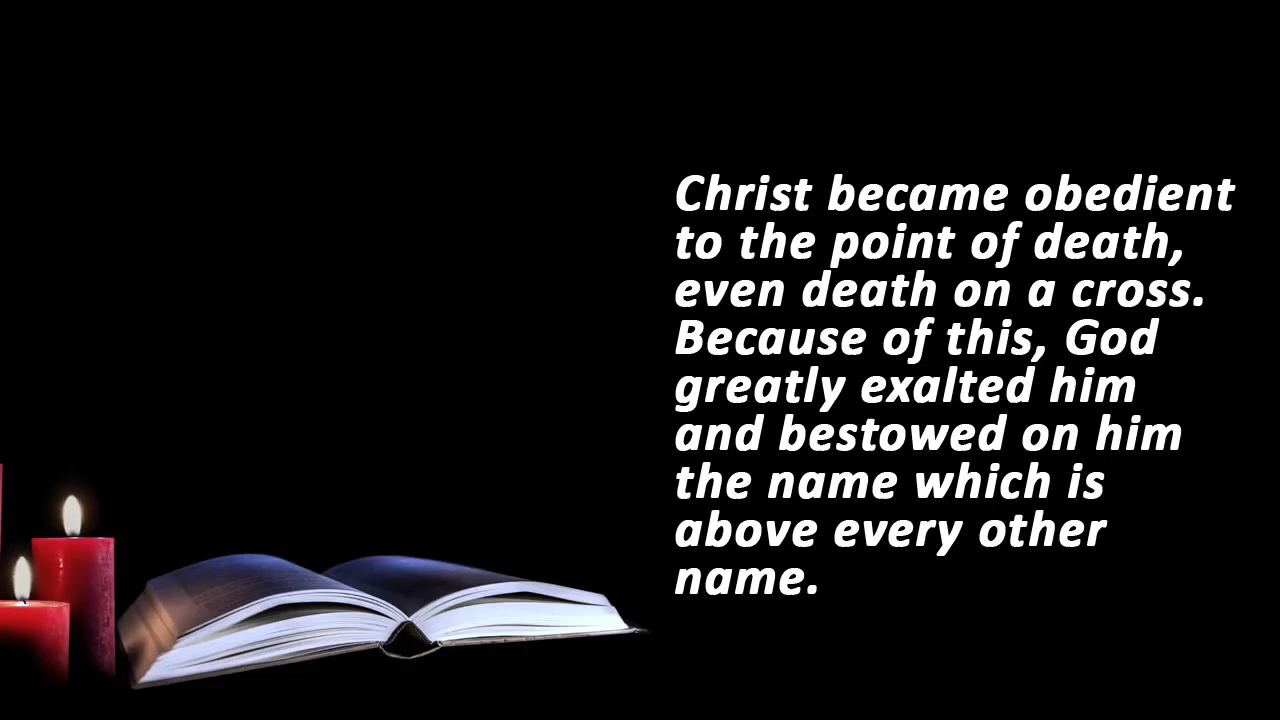 Christ became obedient
to the point of death,
even death on a cross.
Because of this, God
greatly exalted him
and bestowed on him
the name which is
above every other
name.